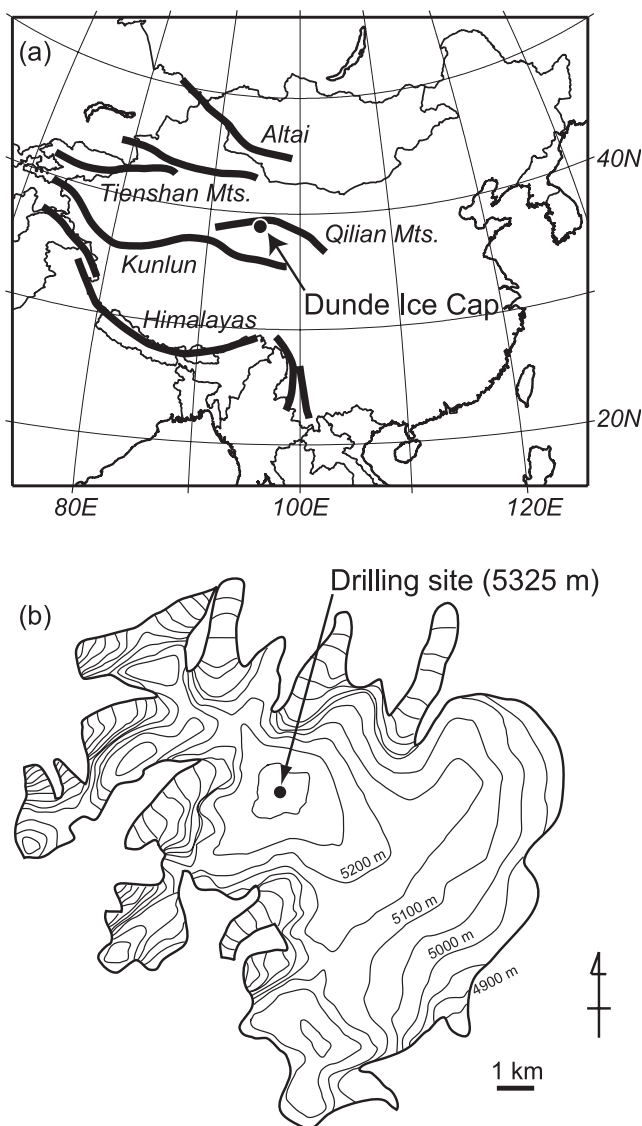 (a)
Altai
40N
Tienshan Mts.
Qilian Mts.
Kunlun
Dunde Ice Cap
Himalayas
20N
80E
100E
120E
Drilling site (5325 m)
(b)
5200 m
5100 m
5000 m
4900 m
1 km